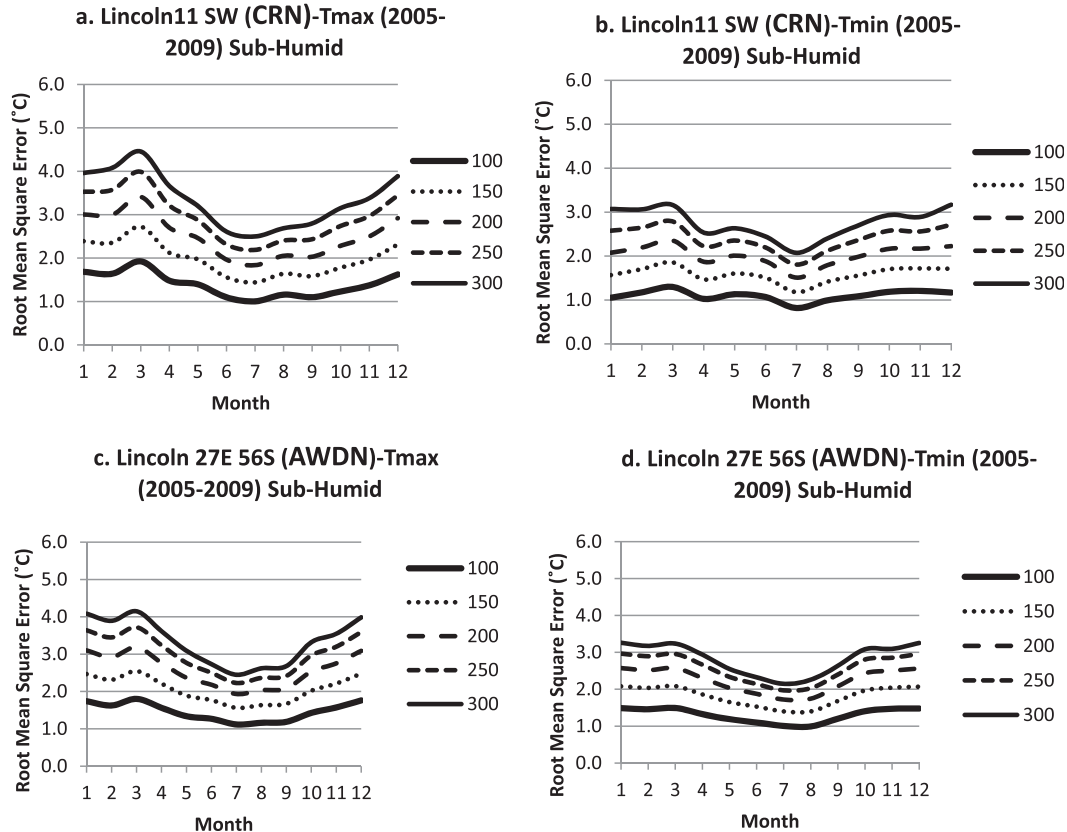 a. Lincoln11 SW (CRN)-Tmax (2005-
2009) Sub-Humid
Root Mean Square Error (˚C)
6.0
5.0
4.0
3.0
2.0
1.0
0.0
1 2 3 4 5 6 7 8 9 10 11 12
Month
100
150
200
250
300
b. Lincoln11 SW (CRN)-Tmin (2005-
2009) Sub-Humid
Root Mean Square Error (˚C)
6.0
5.0
4.0
3.0
2.0
1.0
0.0
1 2 3 4 5 6 7 8 9 10 11 12
Month
100
150
200
250
300
c. Lincoln 27E 56S (AWDN)-Tmax
(2005-2009) Sub-Humid
Root Mean Square Error (˚C)
6.0
5.0
4.0
3.0
2.0
1.0
0.0
1 2 3 4 5 6 7 8 9 10 11 12
Month
100
150
200
250
300
d. Lincoln 27E 56S (AWDN)-Tmin (2005-
2009) Sub-Humid
Root Mean Square Error (˚C)
6.0
5.0
4.0
3.0
2.0
1.0
0.0
1 2 3 4 5 6 7 8 9 10 11 12
Month
100
150
200
250
300